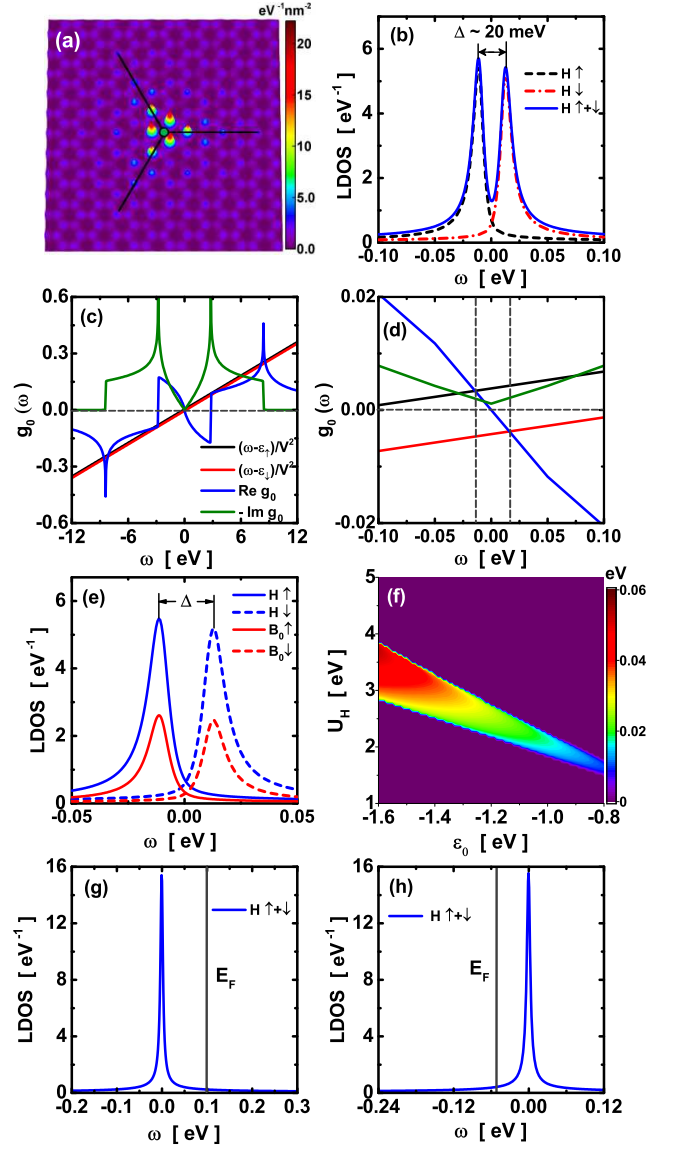 eV⁻¹nm⁻²
(a)
20
15
10
5.0
0.0
(b)
Δ ~ 20 meV
H ↑
H ↓
H ↑+↓
LDOS [ eV⁻¹ ]
6
4
2
0
-0.10 -0.05 0.00 0.05 0.10
ω [ eV ]
(c)
g₀ (ω)
0.6
0.3
0.0
-0.3
-0.6
(ω-ε↑)/V²
(ω-ε↓)/V²
Re g₀
- Im g₀
-12 -8 -4 0 4 8 12
ω [ eV ]
(d)
g₀ (ω)
0.02
0.00
-0.02
-0.10 -0.05 0.00 0.05 0.10
ω [ eV ]
(e)
Δ
H ↑
H ↓
B₀↑
B₀↓
LDOS [ eV⁻¹ ]
6
4
2
0
-0.05 0.00 0.05
ω [ eV ]
(f)
eV
0.06
0.04
0.02
0
U_H [ eV ]
5
4
3
2
1
-1.6 -1.4 -1.2 -1.0 -0.8
ε₀ [ eV ]
(g)
H ↑+↓
E_F
LDOS [ eV⁻¹ ]
16
12
8
4
0
-0.2 -0.1 0.0 0.1 0.2 0.3
ω [ eV ]
(h)
H ↑+↓
E_F
LDOS [ eV⁻¹ ]
16
12
8
4
0
-0.24 -0.12 0.00 0.12
ω [ eV ]